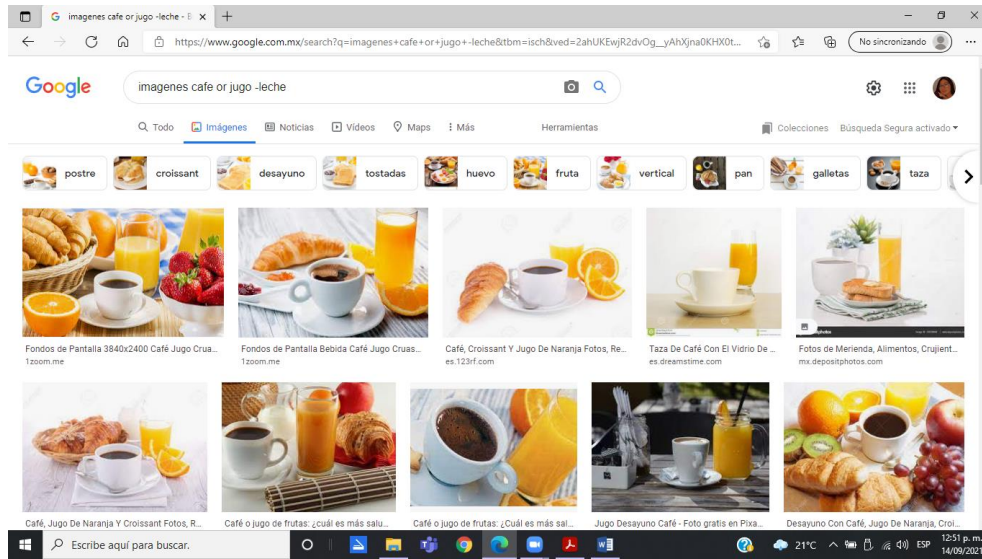 imagenes cafe or jugo -leche - B
https://www.google.com.mx/search?q=imagenes+cafe+or+jugo+-leche&tbm=isch&ved=2ahUKEwjR2dvOg__yAhXjna0KHX0t...
No sincronizando
Google
imagenes cafe or jugo -leche
Todo Imágenes Noticias Vídeos Maps Más Herramientas Colecciones Búsqueda Segura activado
postre croissant desayuno tostadas huevo fruta vertical pan galletas taza
Fondos de Pantalla 3840x2400 Café Jugo Crua... Fondos de Pantalla Bebida Café Jugo Cruas... Café, Croissant Y Jugo De Naranja Fotos, Re... Taza De Café Con El Vidrio De ... Fotos de Merienda, Alimentos, Crujient...
1zoom.me 1zoom.me es.123rf.com es.dreamstime.com mx.depositphotos.com
Café, Jugo De Naranja Y Croissant Fotos, R... Café o jugo de frutas: ¿cuál es más salu... Café o jugo de frutas: ¿Cuál es más sal... Jugo Desayuno Café - Foto gratis en Pixa... Desayuno Con Café, Jugo De Naranja, Croi...
Escribe aquí para buscar. 21°C ESP 12:51 p. m.
14/09/2021